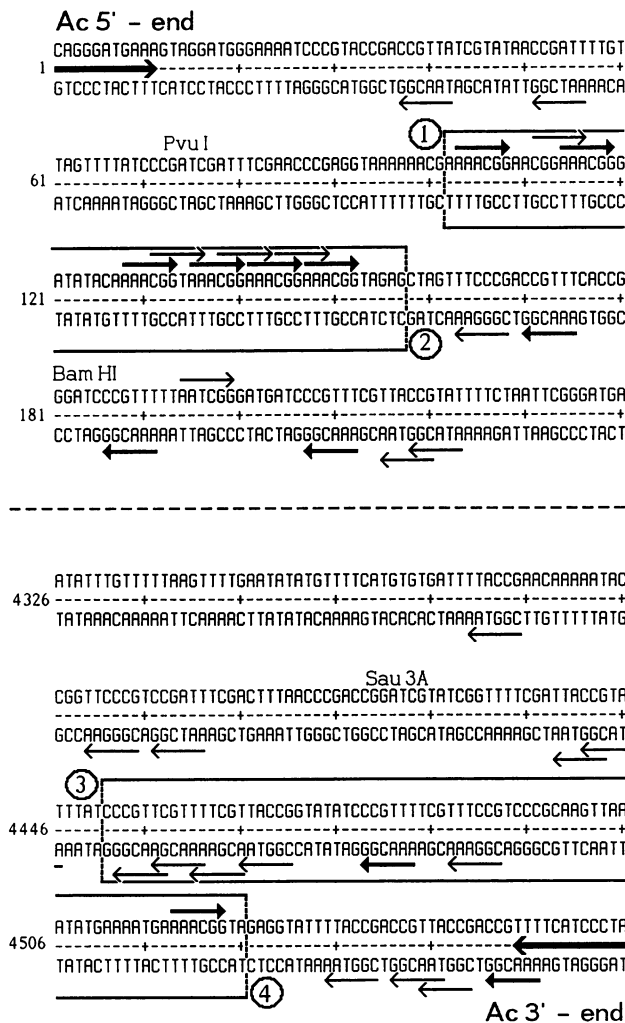 Ac 5' - end
CAGGGATGAAAGTAGGATGGGAAAATCCCGTACCGACCGTTATCGTATAACCGATTTTGT
1
GTCCCTACTTTCATCCTACCCTTTTAGGGCATGGCTGGCAATAGCATATTGGCTAAAACA
Pvu I
1
TAGTTTTATCCCGATCGATTTCGAACCCGAGGTAAAAAACGAAAACGGAACGGAAACGGG
61
ATCAAAATAGGGCTAGCTAAAGCTTGGGCTCCATTTTTTGCTTTTGCCTTGCCTTTGCCC
ATATACAAAACGGTAAACGGAAACGGAAACGGTAGAGCTAGTTTCCCGACCGTTTCACCG
121
TATATGTTTTGCCATTTGCCTTTGCCTTTGCCATCTCGATCAAAGGGCTGGCAAAGTGGC
2
Bam HI
GGATCCCGTTTTTAATCGGGATGATCCCGTTTCGTTACCGTATTTTCTAATTCGGGATGA
181
CCTAGGGCAAAAATTAGCCCTACTAGGGCAAAGCAATGGCATAAAAGATTAAGCCCTACT
ATATTTGTTTTTAAGTTTTGAATATATGTTTTCATGTGTGATTTTACCGAACAAAAATAC
4326
TATAAACAAAAATTCAAAACTTATATACAAAAGTACACACTAAAATGGCTTGTTTTTATG
Sau 3A
CGGTTCCCGTCCGATTTCGACTTTAACCCGACCGGATCGTATCGGTTTTCGATTACCGTA
GCCAAGGGCAGGCTAAAGCTGAAATTGGGCTGGCCTAGCATAGCCAAAAGCTAATGGCAT
3
TTTATCCCGTTCGTTTTCGTTACCGGTATATCCCGTTTTCGTTTCCGTCCCGCAAGTTAA
4446
AAATAGGGCAAGCAAAAGCAATGGCCATATAGGGCAAAAGCAAAGGCAGGGCGTTCAATT
ATATGAAAATGAAAACGGTAGAGGTATTTTACCGACCGTTACCGACCGTTTTCATCCCTA
4506
TATACTTTTACTTTTGCCATCTCCATAAAATGGCTGGCAATGGCTGGCAAAAGTAGGGAT
4
Ac 3' - end